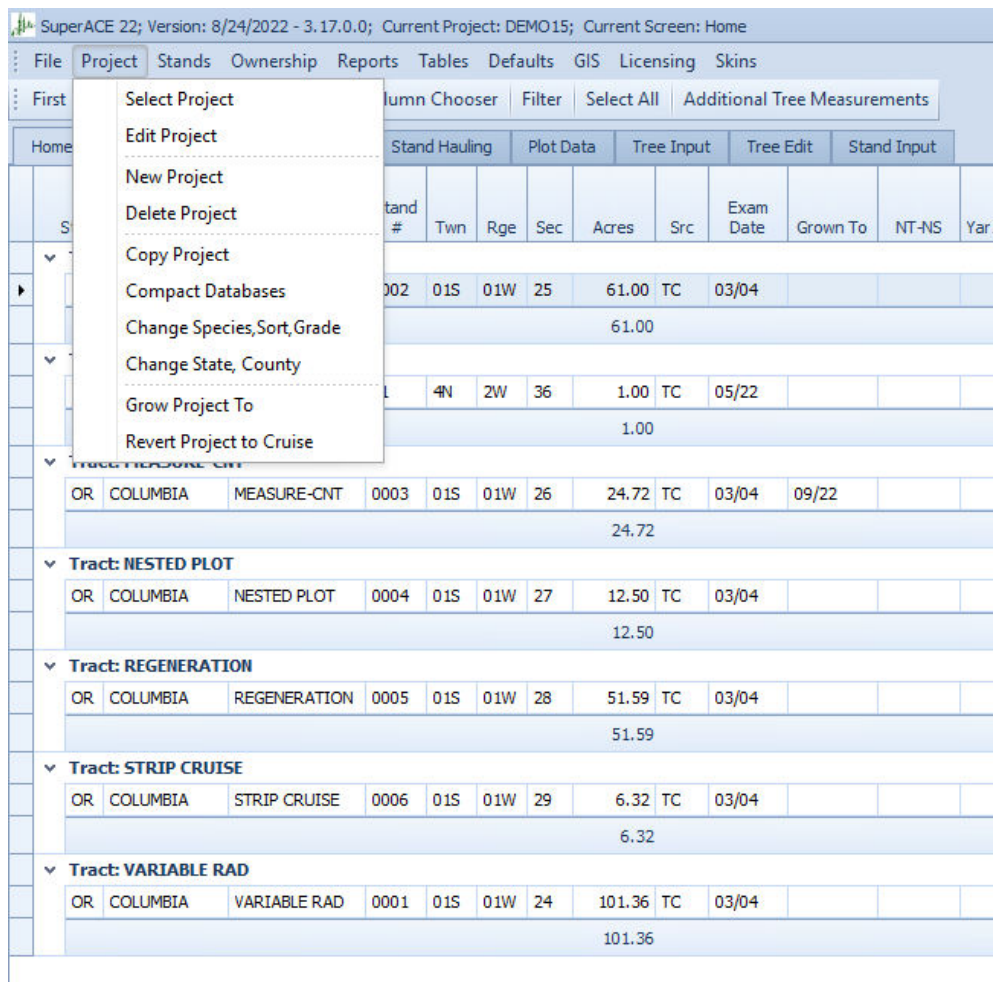 SuperACE 22; Version: 8/24/2022 - 3.17.0.0; Current Project: DEMO15; Current Screen: Home
File Project Stands Ownership Reports Tables Defaults GIS Licensing Skins
First Chooser Filter Select All Additional Tree Measurements
Select Project
Edit Project
New Project
Delete Project
Copy Project
Compact Databases
Change Species,Sort,Grade
Change State, County
Grow Project To
Revert Project to Cruise
Home Stand Hauling Plot Data Tree Input Tree Edit Stand Input
# Twn Rge Sec Acres Src Exam Date Grown To NT-NS
002 01S 01W 25 61.00 TC 03/04
61.00
4N 2W 36 1.00 TC 05/22
1.00
Tract: MEASURE-CNT
OR COLUMBIA MEASURE-CNT 0003 01S 01W 26 24.72 TC 03/04 09/22
24.72
Tract: NESTED PLOT
OR COLUMBIA NESTED PLOT 0004 01S 01W 27 12.50 TC 03/04
12.50
Tract: REGENERATION
OR COLUMBIA REGENERATION 0005 01S 01W 28 51.59 TC 03/04
51.59
Tract: STRIP CRUISE
OR COLUMBIA STRIP CRUISE 0006 01S 01W 29 6.32 TC 03/04
6.32
Tract: VARIABLE RAD
OR COLUMBIA VARIABLE RAD 0001 01S 01W 24 101.36 TC 03/04
101.36